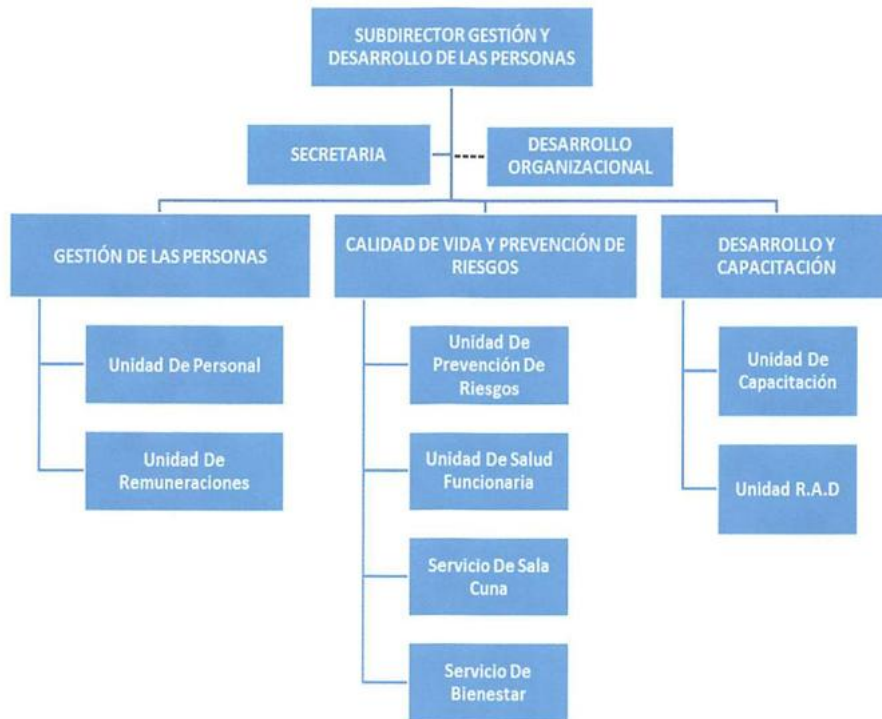 SUBDIRECTOR GESTIÓN Y
DESARROLLO DE LAS PERSONAS
SECRETARIA
DESARROLLO
ORGANIZACIONAL
GESTIÓN DE LAS PERSONAS
CALIDAD DE VIDA Y PREVENCIÓN DE
RIESGOS
DESARROLLO Y
CAPACITACIÓN
Unidad De Personal
Unidad De
Remuneraciones
Unidad De
Prevención De
Riesgos
Unidad De Salud
Funcionaria
Servicio De Sala
Cuna
Servicio De
Bienestar
Unidad De
Capacitación
Unidad R.A.D